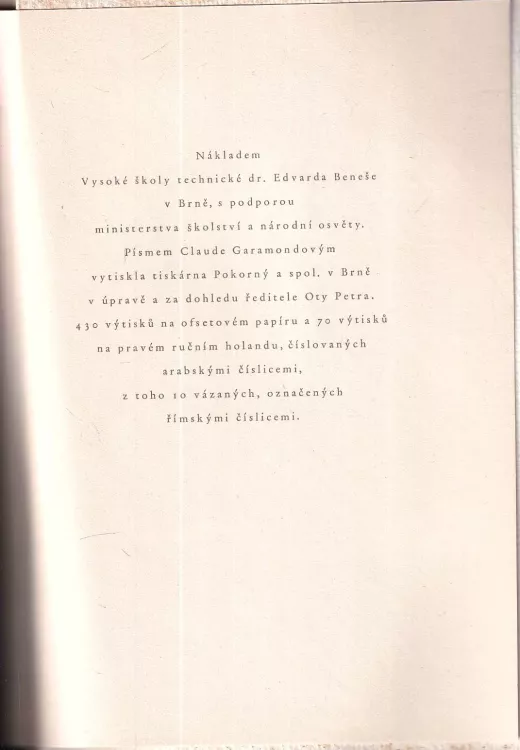 Nákladem
Vysoké školy technické dr. Edvarda Beneše
v Brně, s podporou
ministerstva školství a národní osvěty.
Písmem Claude Garamondovým
vytiskla tiskárna Pokorný a spol. v Brně
v úpravě a za dohledu ředitele Oty Petra.
430 výtisků na ofsetovém papíru a 70 výtisků
na pravém ručním holandu, číslovaných
arabskými číslicemi,
z toho 10 vázaných, označených
římskými číslicemi.